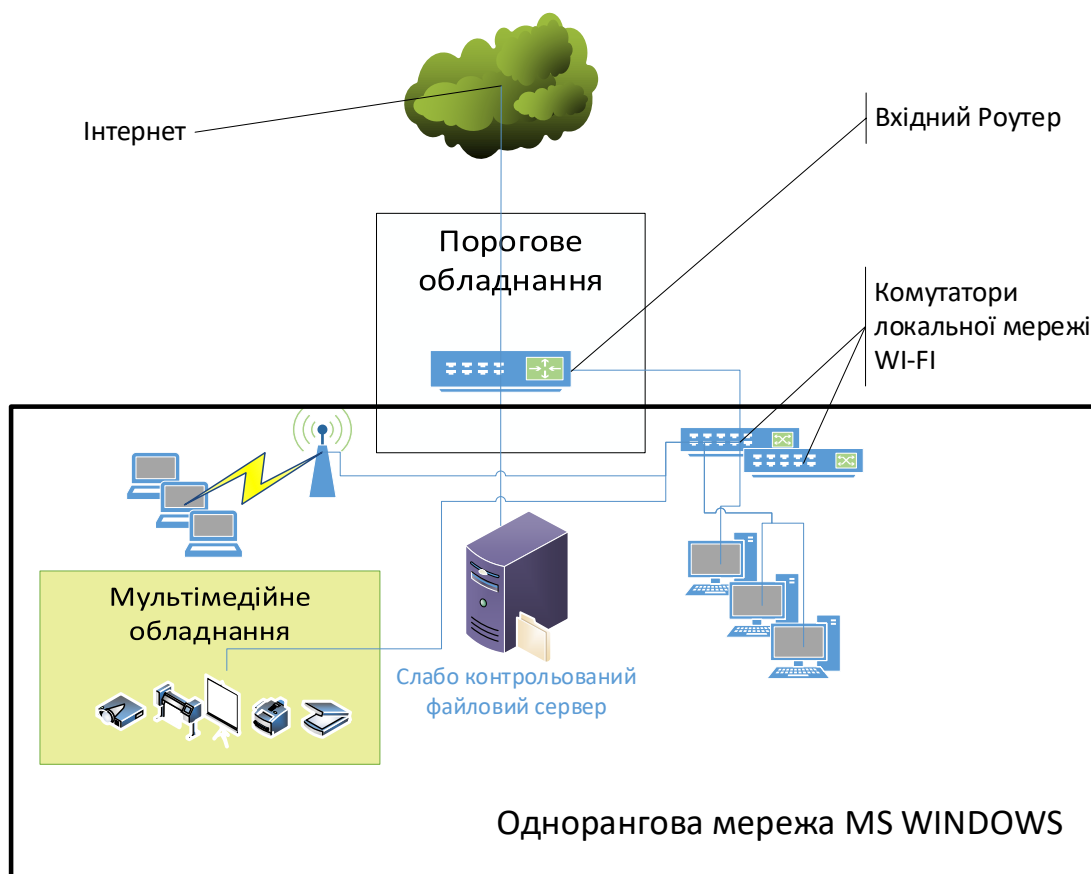 Інтернет
Вхідний Роутер
Порогове
обладнання
Комутатори
локальної мережі
WI-FI
Мультімедійне
обладнання
Слабо контрольований
файловий сервер
Однорангова мережа MS WINDOWS